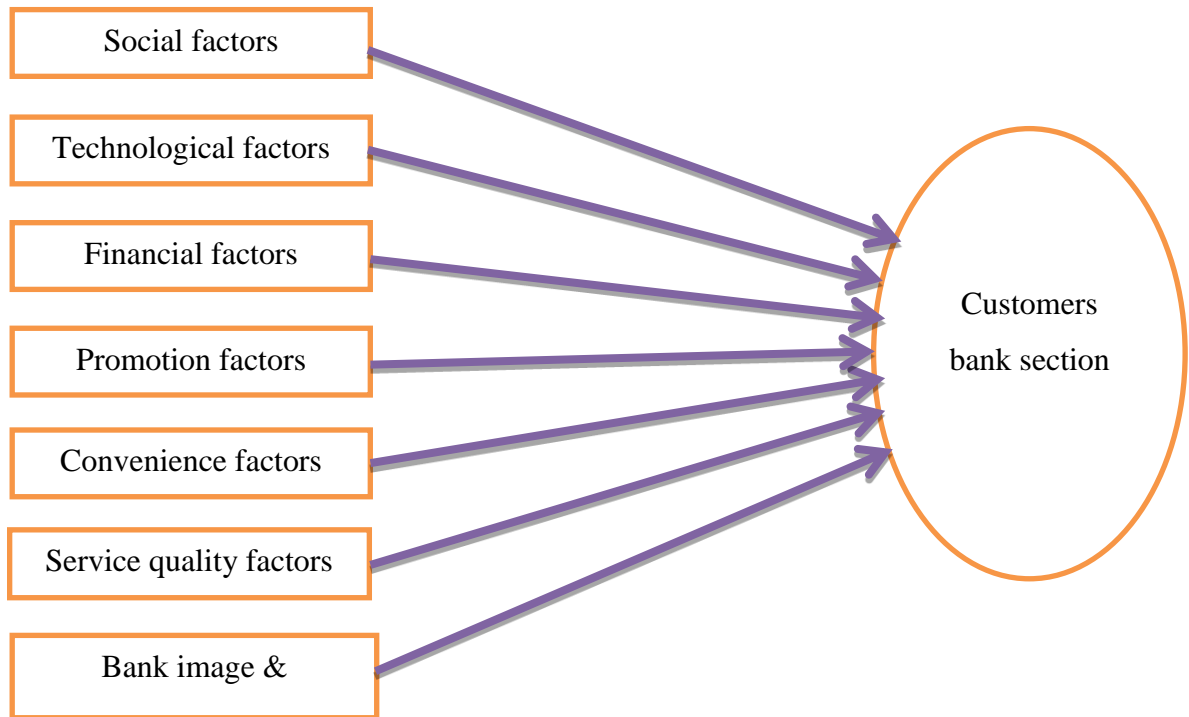 Social factors
Technological factors
Financial factors
Promotion factors
Convenience factors
Service quality factors
Bank image &
Customers
bank section